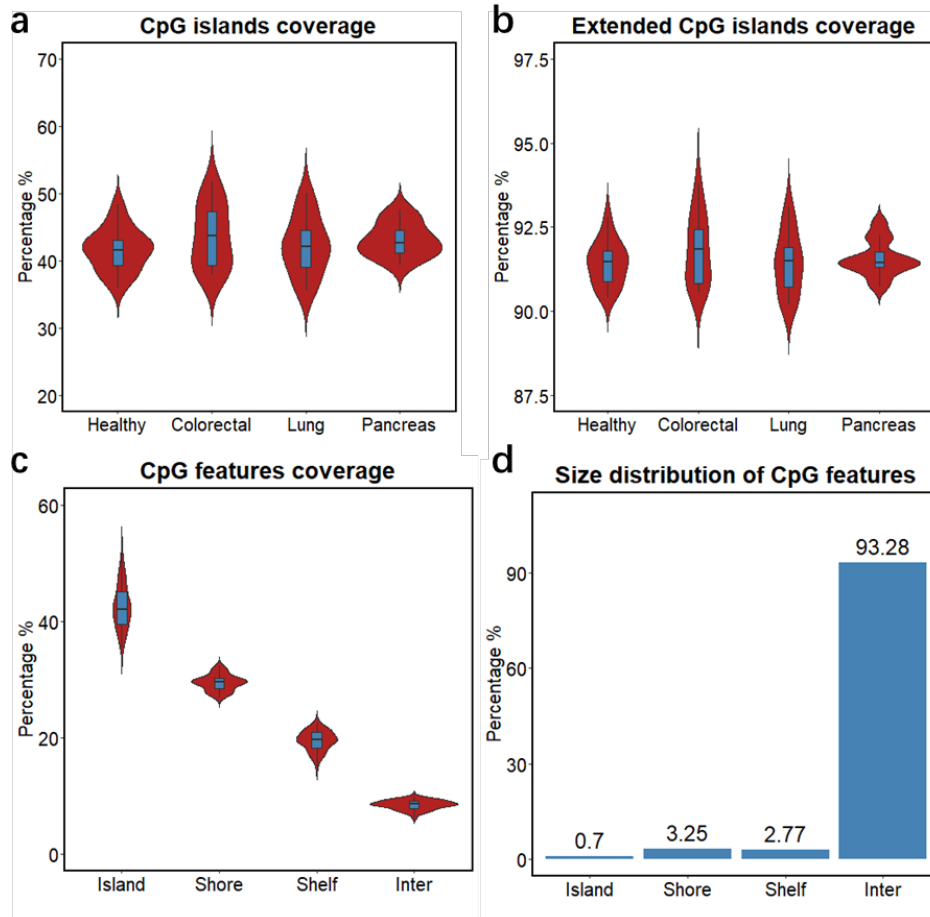 a
CpG islands coverage
Percentage %
70
60
50
40
30
20
Healthy Colorectal Lung Pancreas
b
Extended CpG islands coverage
Percentage %
97.5
95.0
92.5
90.0
87.5
Healthy Colorectal Lung Pancreas
c
CpG features coverage
Percentage %
60
40
20
0
Island Shore Shelf Inter
d
Size distribution of CpG features
Percentage %
90
60
30
0
0.7 3.25 2.77 93.28
Island Shore Shelf Inter